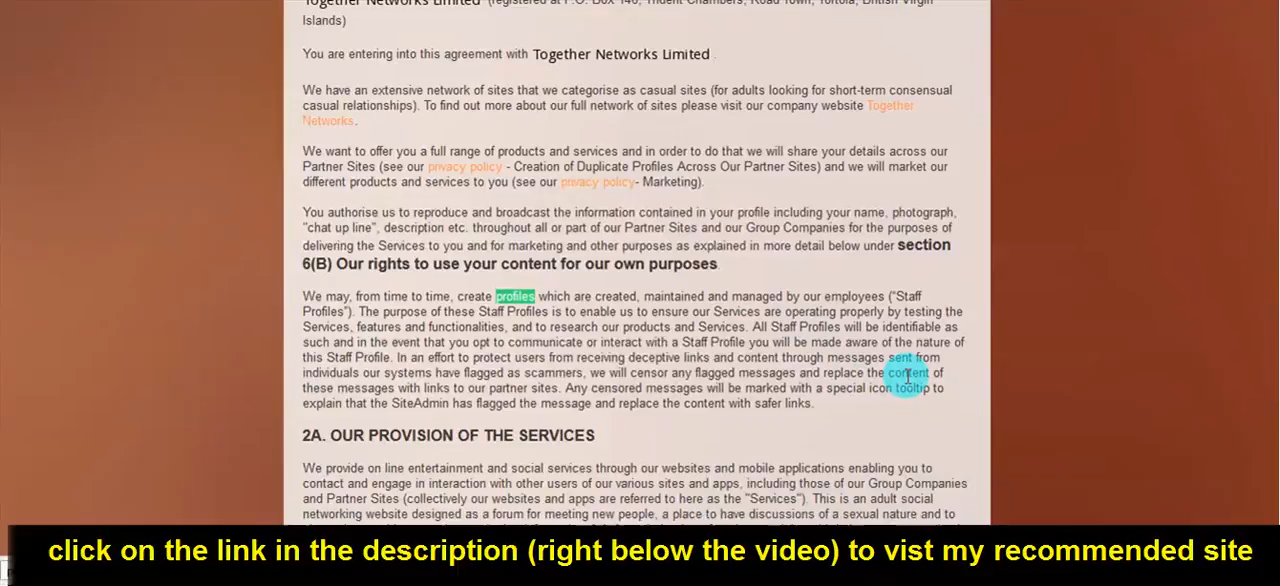 Together Networks Limited (registered at P.O. Box 146, Trident Chambers, Road Town, Tortola, British Virgin
Islands)
You are entering into this agreement with Together Networks Limited .
We have an extensive network of sites that we categorise as casual sites (for adults looking for short-term consensual
casual relationships). To find out more about our full network of sites please visit our company website Together
Networks.
We want to offer you a full range of products and services and in order to do that we will share your details across our
Partner Sites (see our privacy policy - Creation of Duplicate Profiles Across Our Partner Sites) and we will market our
different products and services to you (see our privacy policy- Marketing).
You authorise us to reproduce and broadcast the information contained in your profile including your name, photograph,
"chat up line", description etc. throughout all or part of our Partner Sites and our Group Companies for the purposes of
delivering the Services to you and for marketing and other purposes as explained in more detail below under section
6(B) Our rights to use your content for our own purposes.
We may, from time to time, create profiles which are created, maintained and managed by our employees ("Staff
Profiles"). The purpose of these Staff Profiles is to enable us to ensure our Services are operating properly by testing the
Services, features and functionalities, and to research our products and Services. All Staff Profiles will be identifiable as
such and in the event that you opt to communicate or interact with a Staff Profile you will be made aware of the nature of
this Staff Profile. In an effort to protect users from receiving deceptive links and content through messages sent from
individuals our systems have flagged as scammers, we will censor any flagged messages and replace the content of
these messages with links to our partner sites. Any censored messages will be marked with a special icon tooltip to
explain that the SiteAdmin has flagged the message and replace the content with safer links.
2A. OUR PROVISION OF THE SERVICES
We provide on line entertainment and social services through our websites and mobile applications enabling you to
contact and engage in interaction with other users of our various sites and apps, including those of our Group Companies
and Partner Sites (collectively our websites and apps are referred to here as the "Services"). This is an adult social
networking website designed as a forum for meeting new people, a place to have discussions of a sexual nature and to
click on the link in the description (right below the video) to vist my recommended site